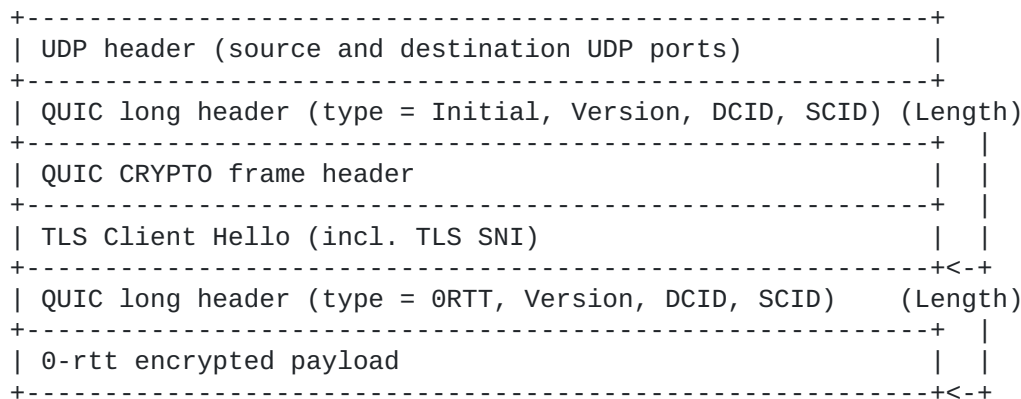 +----------------------------------------------------------+
| UDP header (source and destination UDP ports)            |
+----------------------------------------------------------+
| QUIC long header (type = Initial, Version, DCID, SCID) (Length)
+----------------------------------------------------------+  |
| QUIC CRYPTO frame header                                 |  |
+----------------------------------------------------------+  |
| TLS Client Hello (incl. TLS SNI)                         |  |
+----------------------------------------------------------+<-+
| QUIC long header (type = 0RTT, Version, DCID, SCID)    (Length)
+----------------------------------------------------------+  |
| 0-rtt encrypted payload                                  |  |
+----------------------------------------------------------+<-+